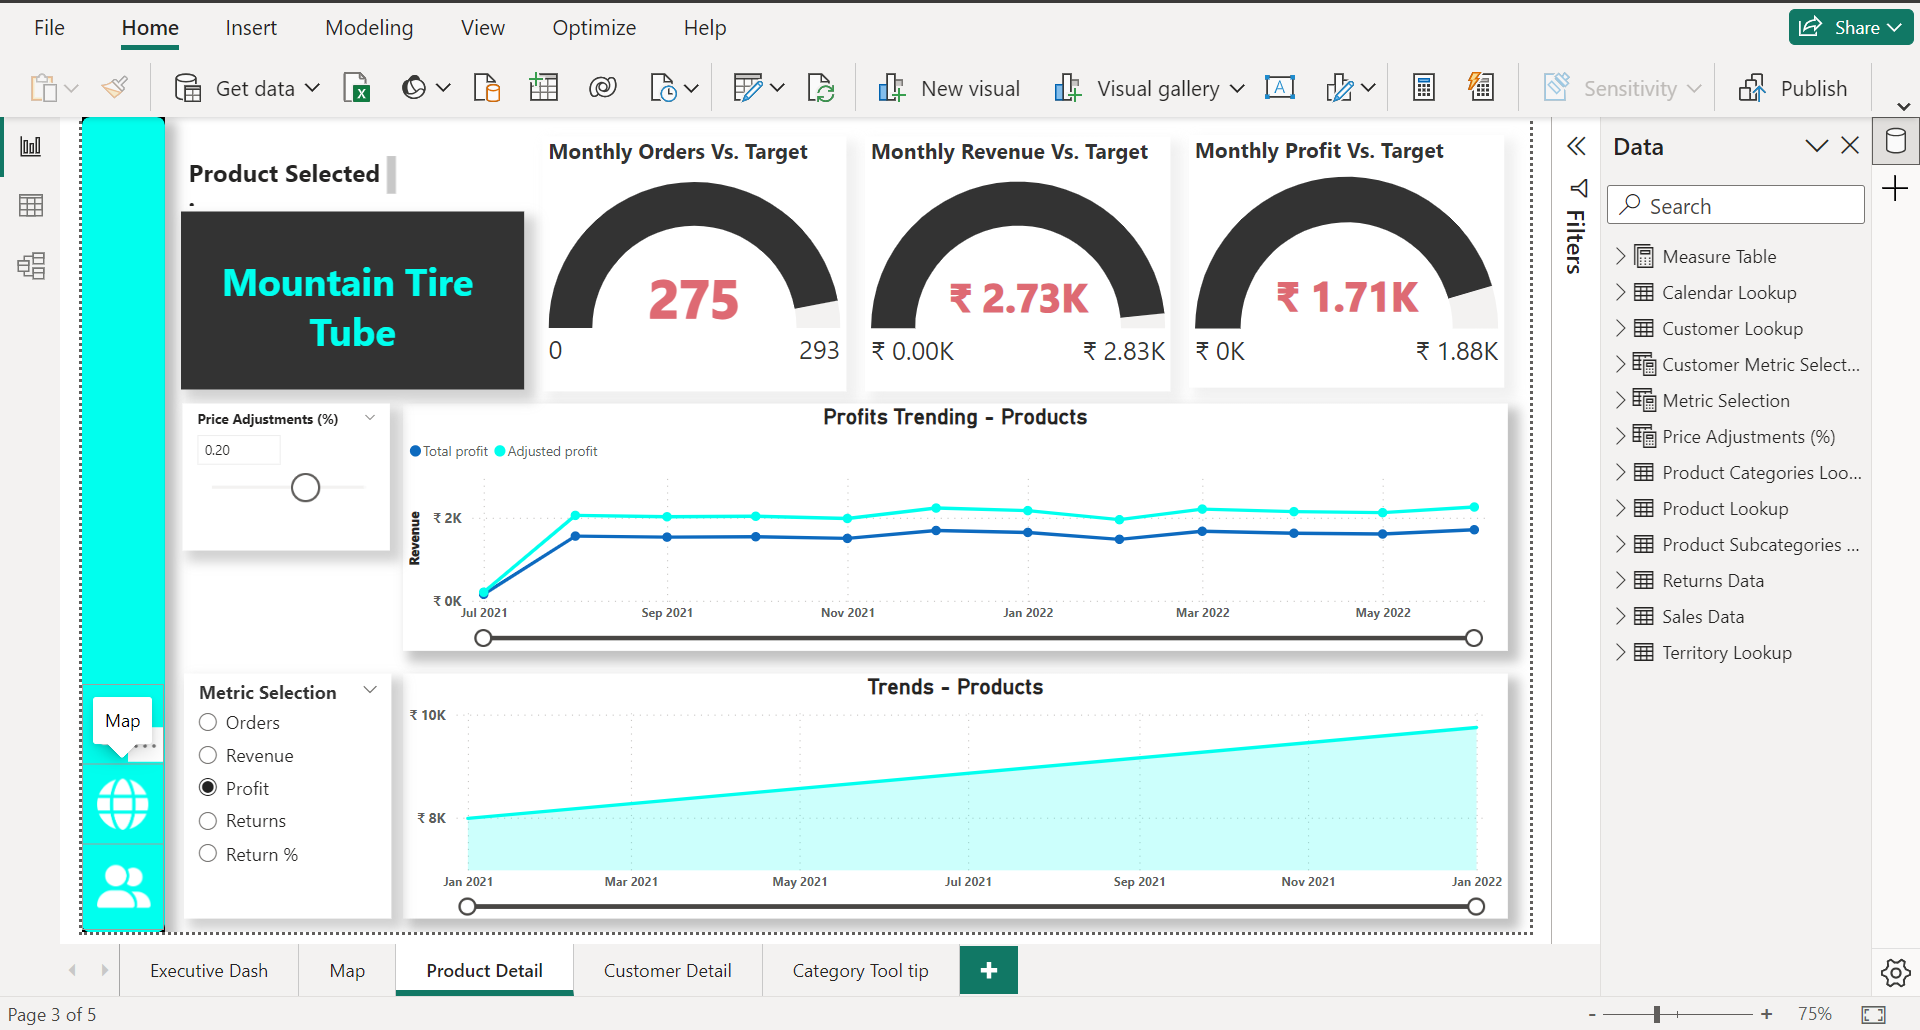 File Home Insert Modeling View Optimize Help Share
Get data New visual Visual gallery Sensitivity Publish
Product Selected
Mountain Tire
Tube
Monthly Orders Vs. Target
275
0 293
Monthly Revenue Vs. Target
₹ 2.73K
₹ 0.00K ₹ 2.83K
Monthly Profit Vs. Target
₹ 1.71K
₹ 0K ₹ 1.88K
Price Adjustments (%)
0.20
Profits Trending - Products
Total profit Adjusted profit
Revenue
₹ 2K
₹ 0K
Jul 2021 Sep 2021 Nov 2021 Jan 2022 Mar 2022 May 2022
Map
Metric Selection
Orders
Revenue
Profit
Returns
Return %
Trends - Products
₹ 10K
₹ 8K
Jan 2021 Mar 2021 May 2021 Jul 2021 Sep 2021 Nov 2021 Jan 2022
Filters
Data
Search
Measure Table
Calendar Lookup
Customer Lookup
Customer Metric Select...
Metric Selection
Price Adjustments (%)
Product Categories Loo...
Product Lookup
Product Subcategories ...
Returns Data
Sales Data
Territory Lookup
Executive Dash Map Product Detail Customer Detail Category Tool tip
Page 3 of 5
- + 75%